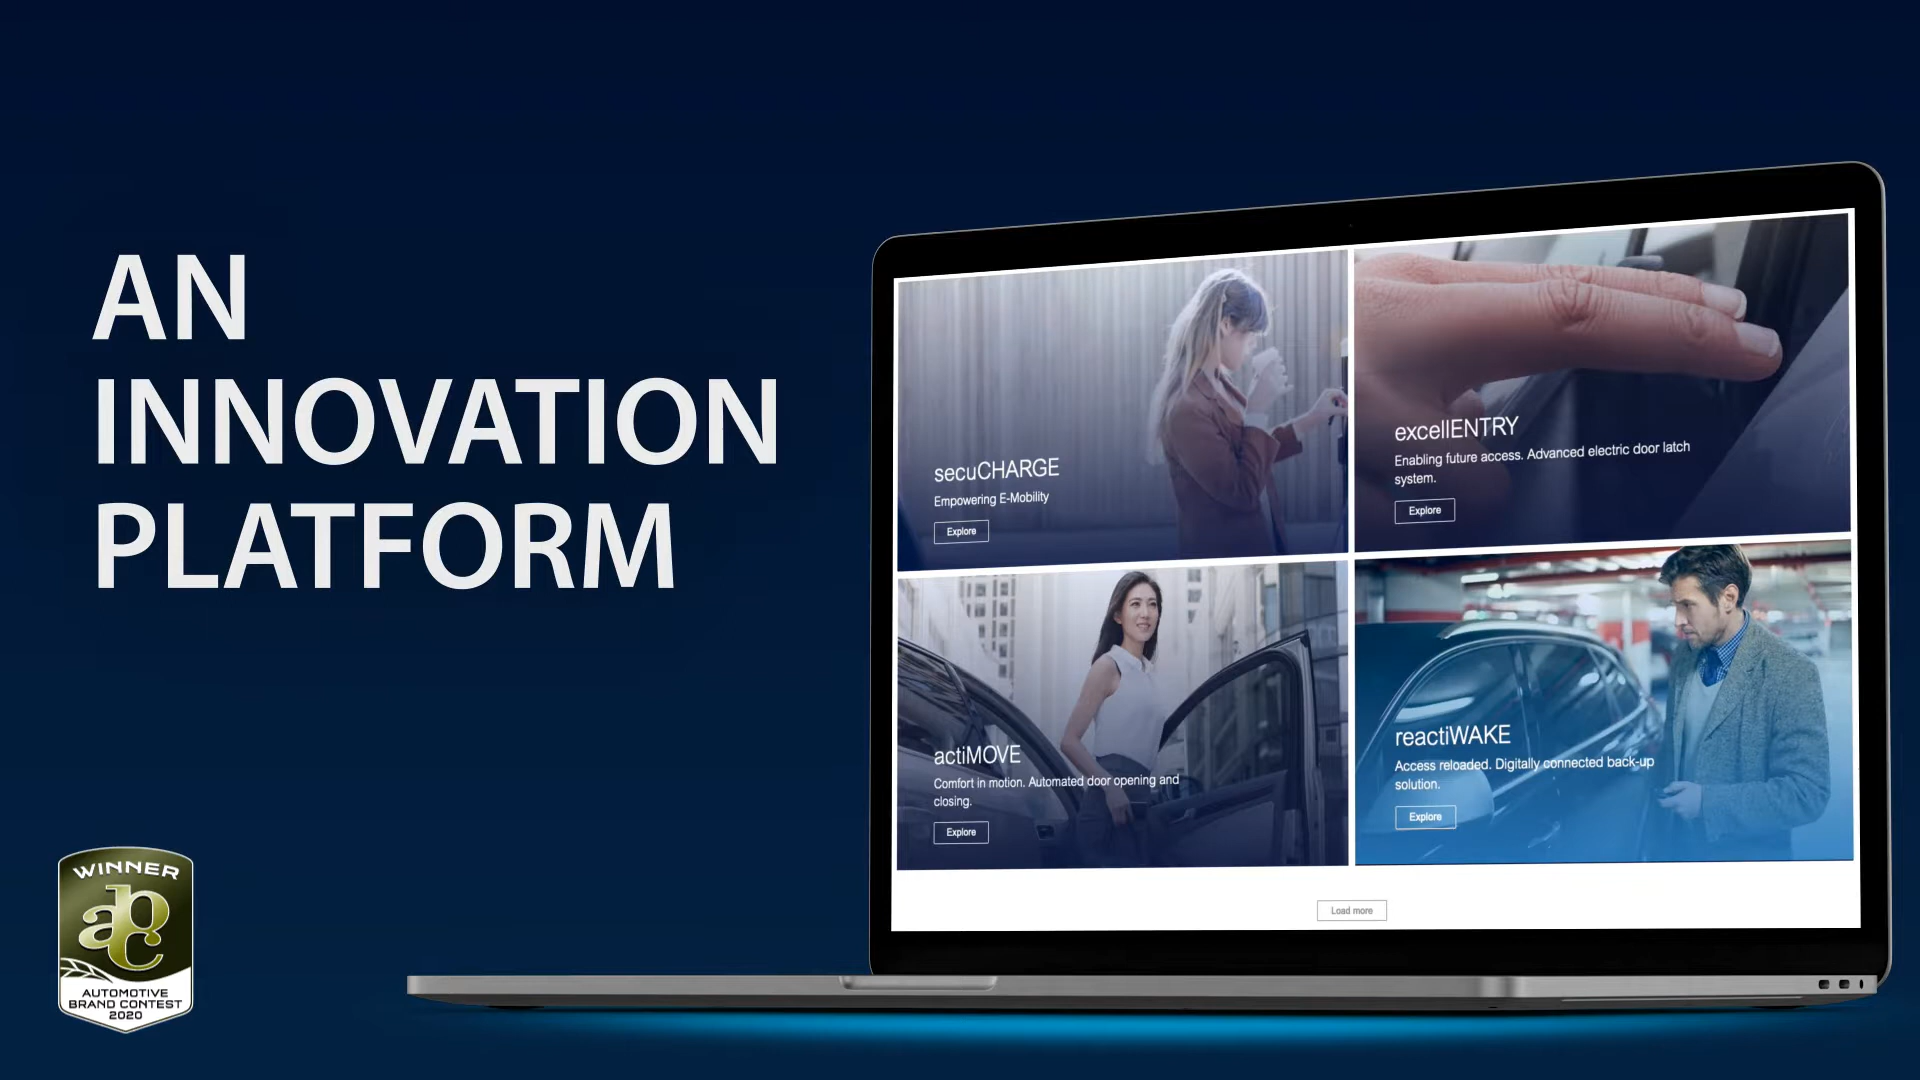 AN
INNOVATION
PLATFORM
secuCHARGE
Empowering E-Mobility
Explore
excellENTRY
Enabling future access. Advanced electric door latch
system.
Explore
actiMOVE
Comfort in motion. Automated door opening and
closing.
Explore
reactiWAKE
Access reloaded. Digitally connected back-up
solution.
Explore
Load more
WINNER
abc
AUTOMOTIVE
BRAND CONTEST
2020